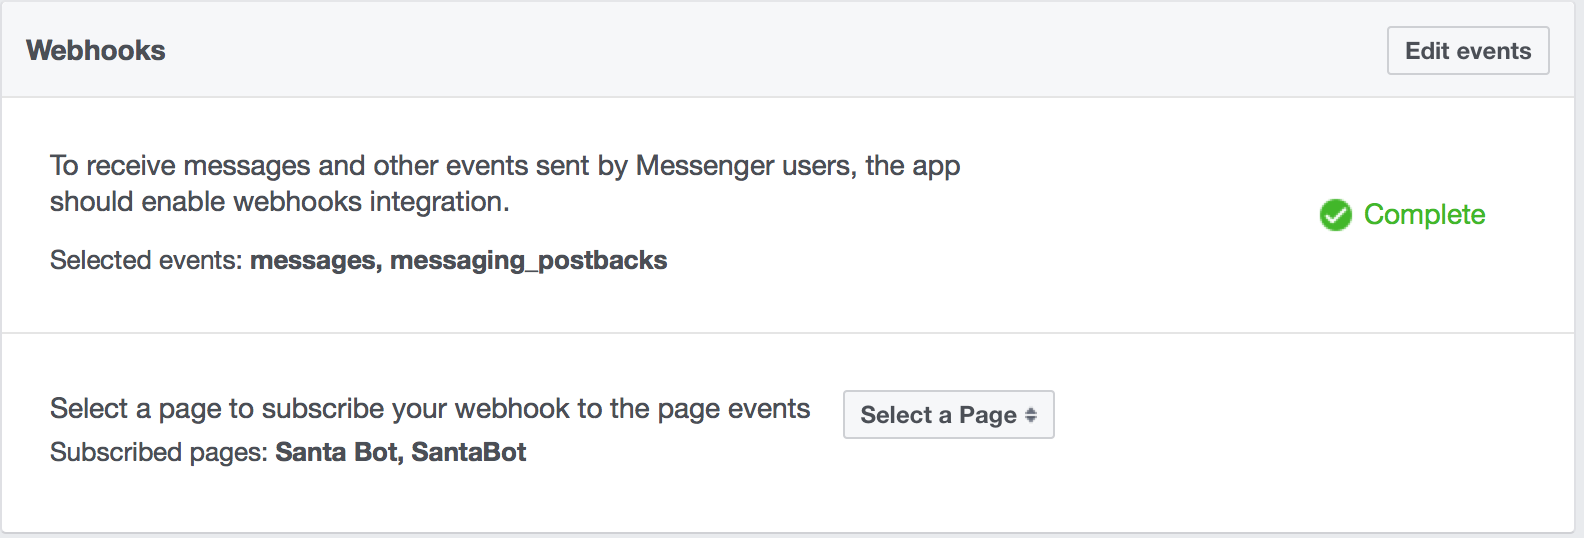 Webhooks
Edit events
To receive messages and other events sent by Messenger users, the app
should enable webhooks integration.
Complete
Selected events: messages, messaging_postbacks
Select a page to subscribe your webhook to the page events
Select a Page
Subscribed pages: Santa Bot, SantaBot